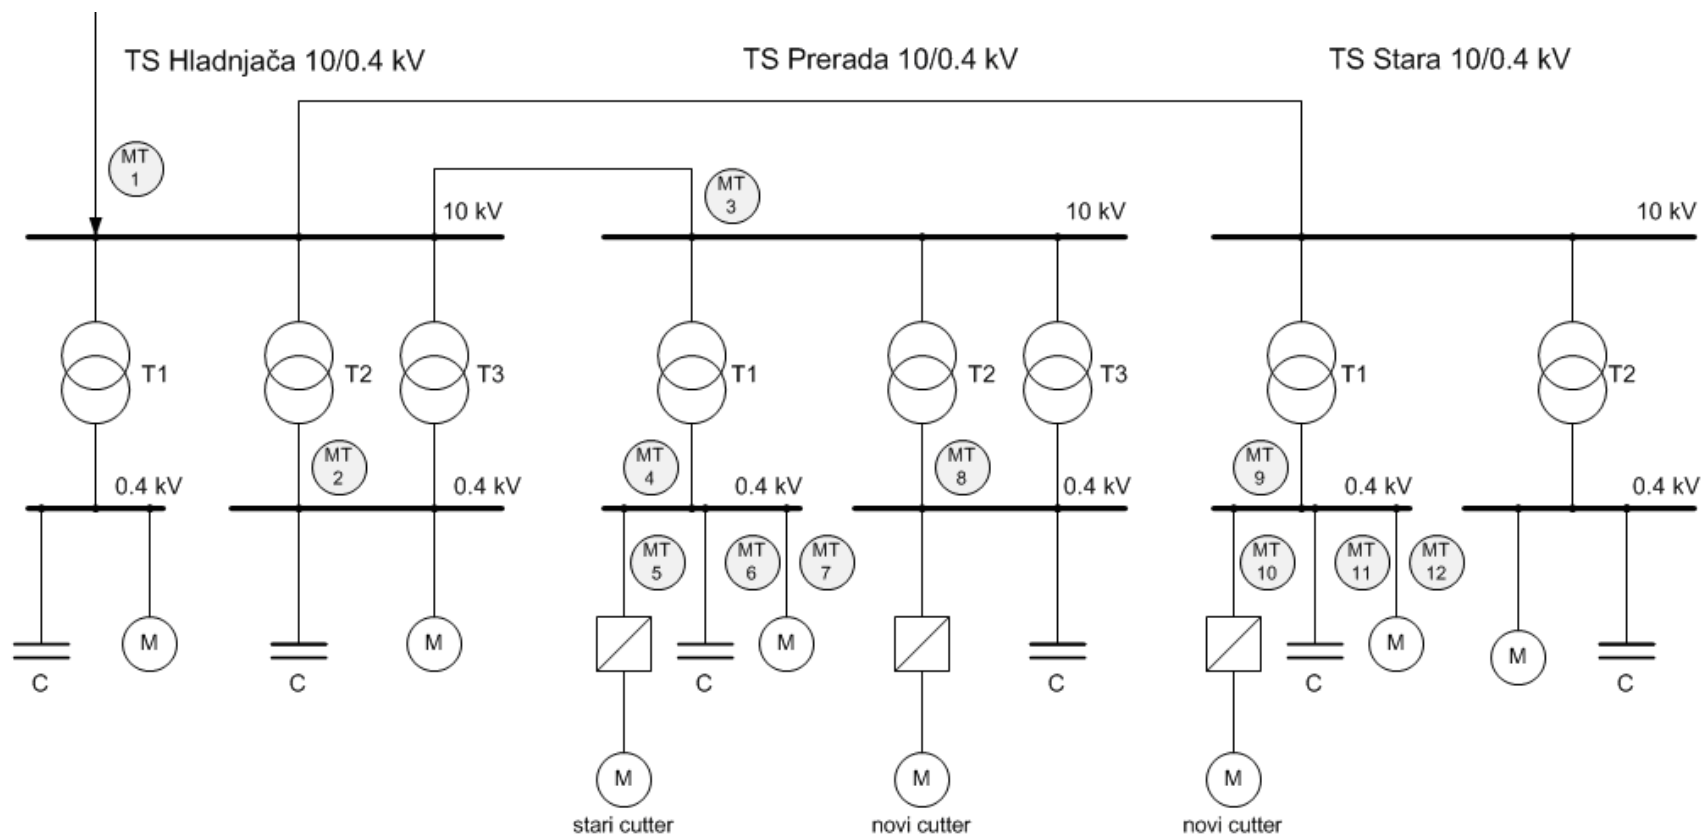 TS Hladnjača 10/0.4 kV
TS Prerada 10/0.4 kV
TS Stara 10/0.4 kV
MT
1
MT
3
10 kV
10 kV
10 kV
T1
T2
T3
T1
T2
T3
T1
T2
MT
2
MT
4
MT
8
MT
9
0.4 kV
0.4 kV
0.4 kV
0.4 kV
0.4 kV
0.4 kV
MT
5
MT
6
MT
7
MT
10
MT
11
MT
12
M
M
M
M
M
C
C
C
C
C
C
M
M
M
stari cutter
novi cutter
novi cutter